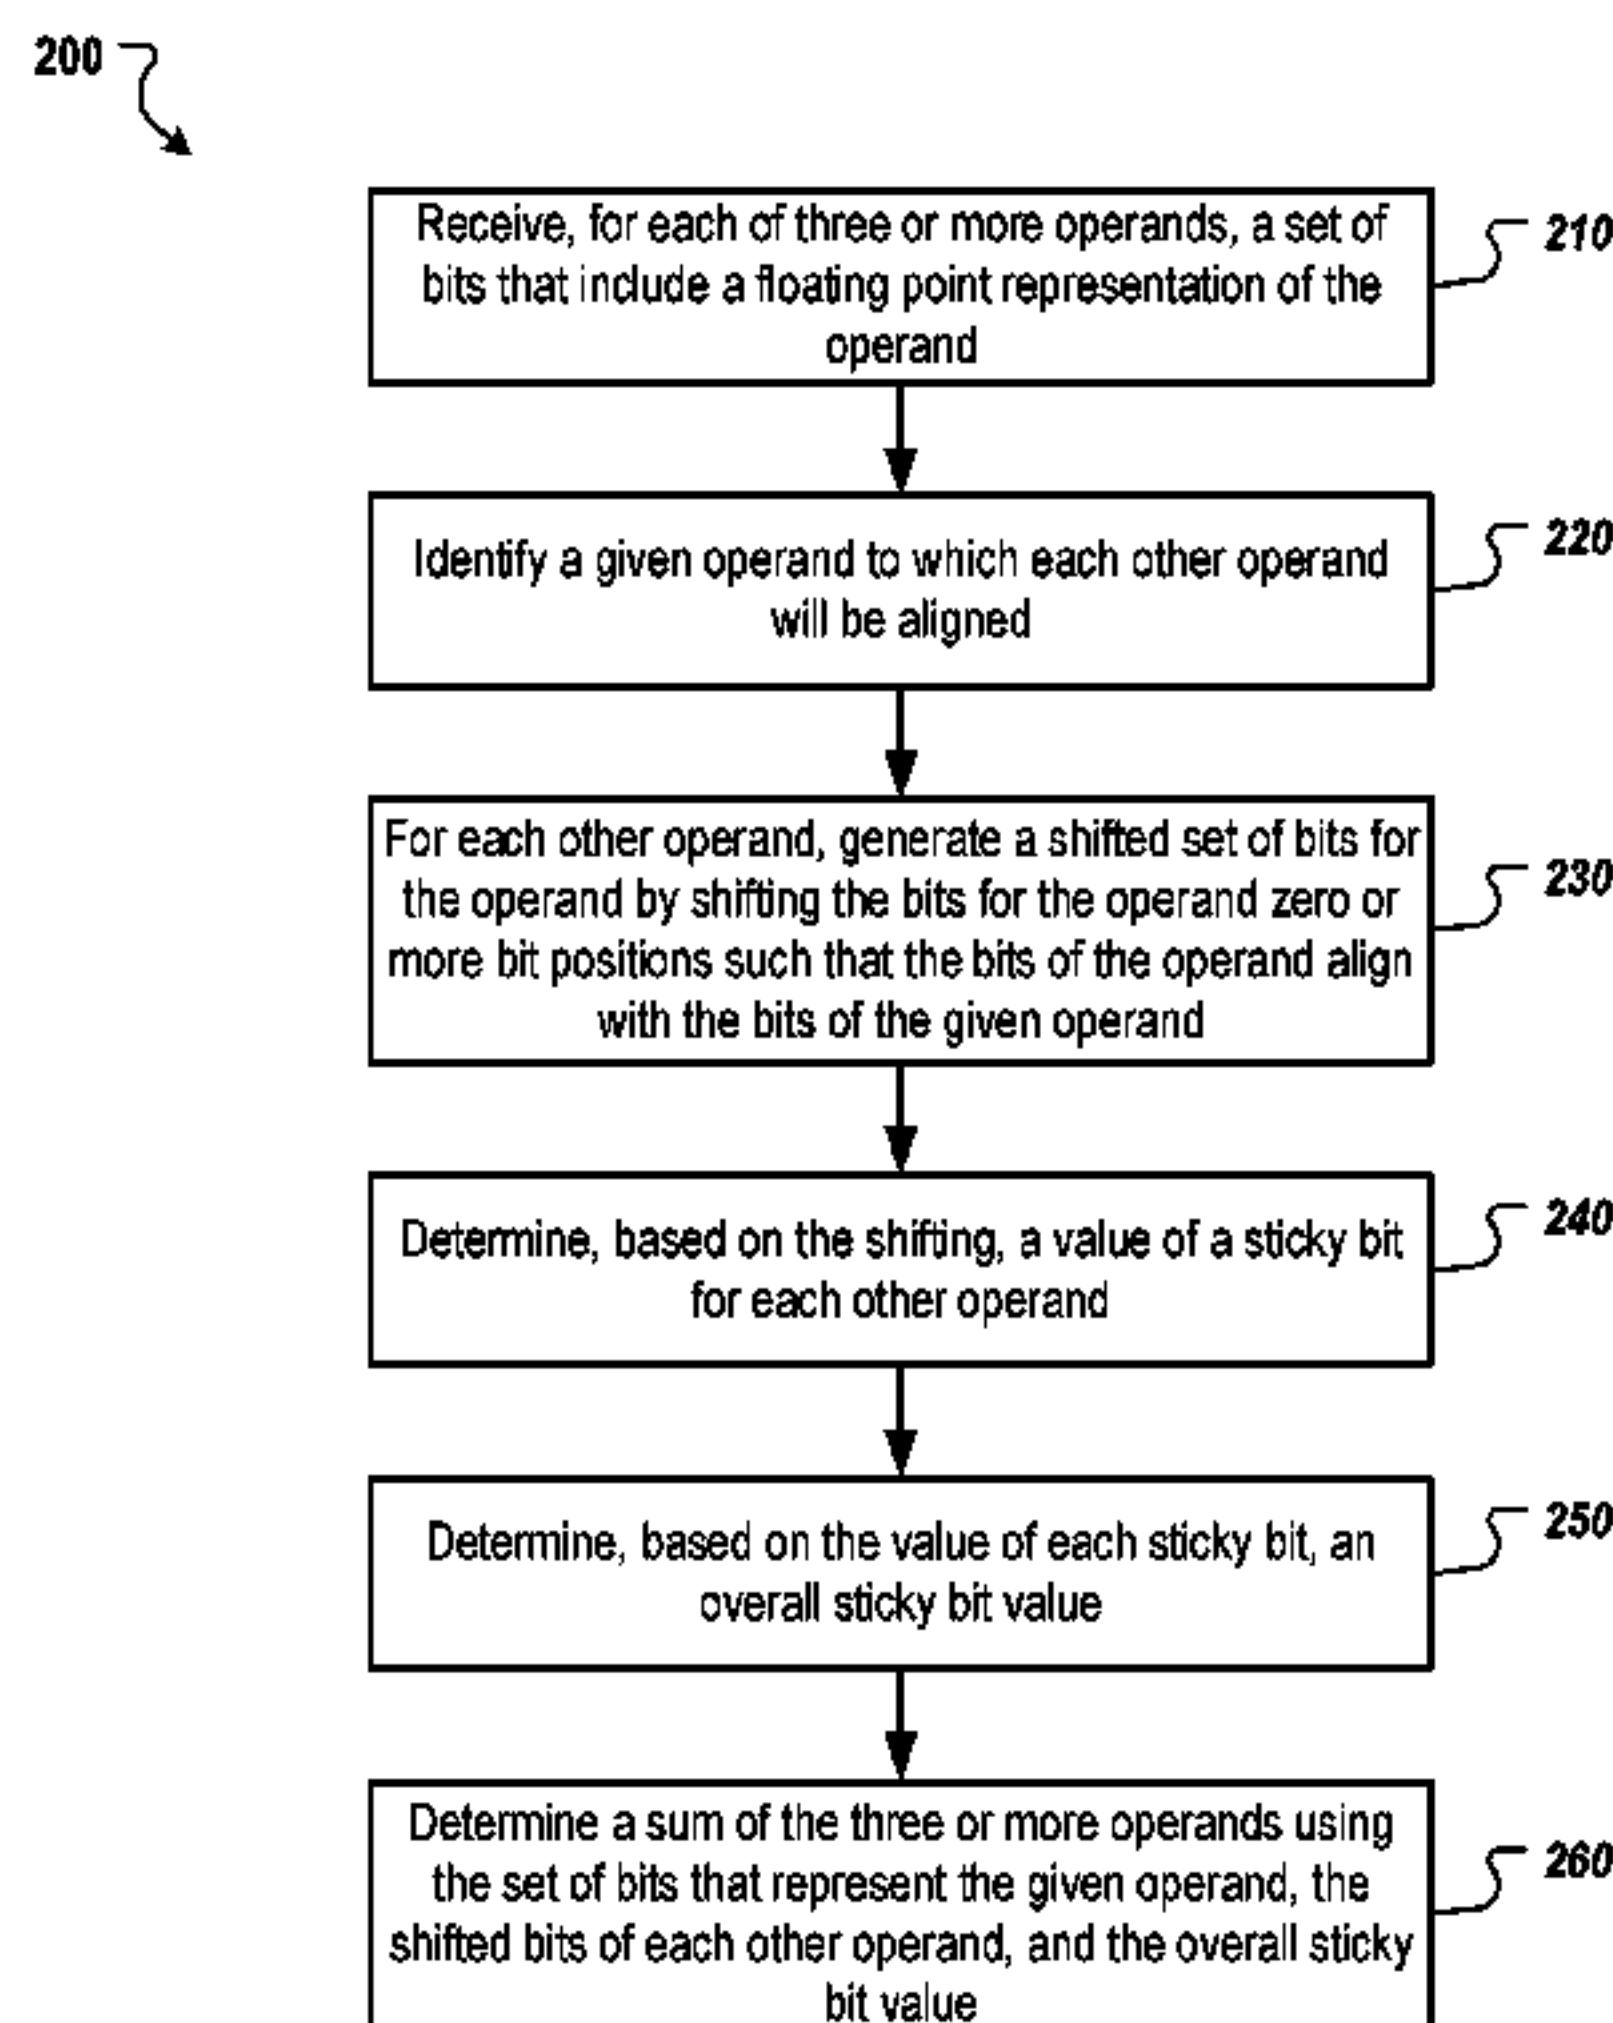 200
Receive, for each of three or more operands, a set of
bits that include a floating point representation of the
operand
210
Identify a given operand to which each other operand
will be aligned
220
For each other operand, generate a shifted set of bits for
the operand by shifting the bits for the operand zero or
more bit positions such that the bits of the operand align
with the bits of the given operand
230
Determine, based on the shifting, a value of a sticky bit
for each other operand
240
Determine, based on the value of each sticky bit, an
overall sticky bit value
250
Determine a sum of the three or more operands using
the set of bits that represent the given operand, the
shifted bits of each other operand, and the overall sticky
bit value
260